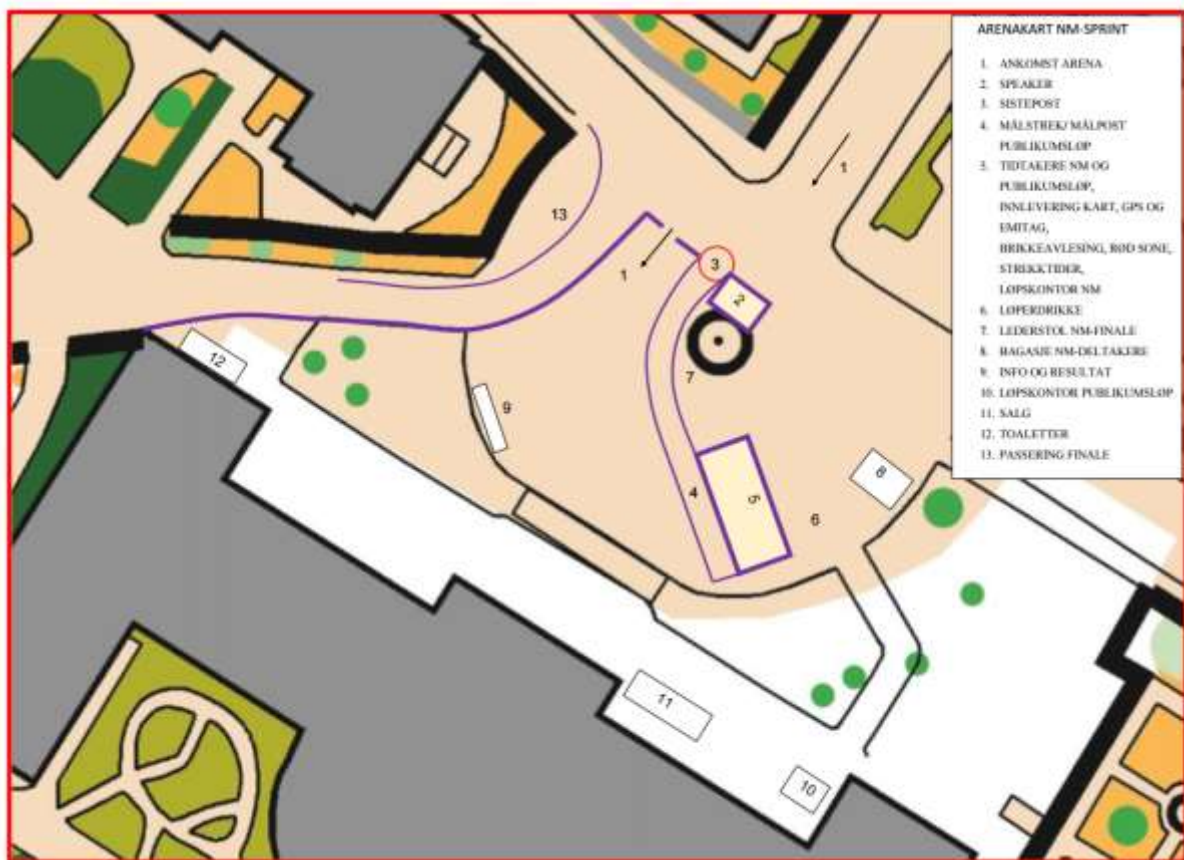 ARENAKART NM-SPRINT
1. ANKOMST ARENA
2. SPEAKER
3. SISTEPOST
4. MÅLSTREK/ MÅLPOST
PUBLIKUMSLØP
5. TIDTAKERE NM OG
PUBLIKUMSLØP,
INNLEVERING KART, GPS OG
EMITAG,
BRIKKEAVLESING, RØD SONE,
STREKKTIDER,
LØPSKONTOR NM
6. LØPERDRIKKE
7. LEDERSTOL NM-FINALE
8. BAGASJE NM-DELTAKERE
9. INFO OG RESULTAT
10. LØPSKONTOR PUBLIKUMSLØP
11. SALG
12. TOALETTER
13. PASSERING FINALE
1
13
3
1
2
12
7
9
8
4
5
6
11
10